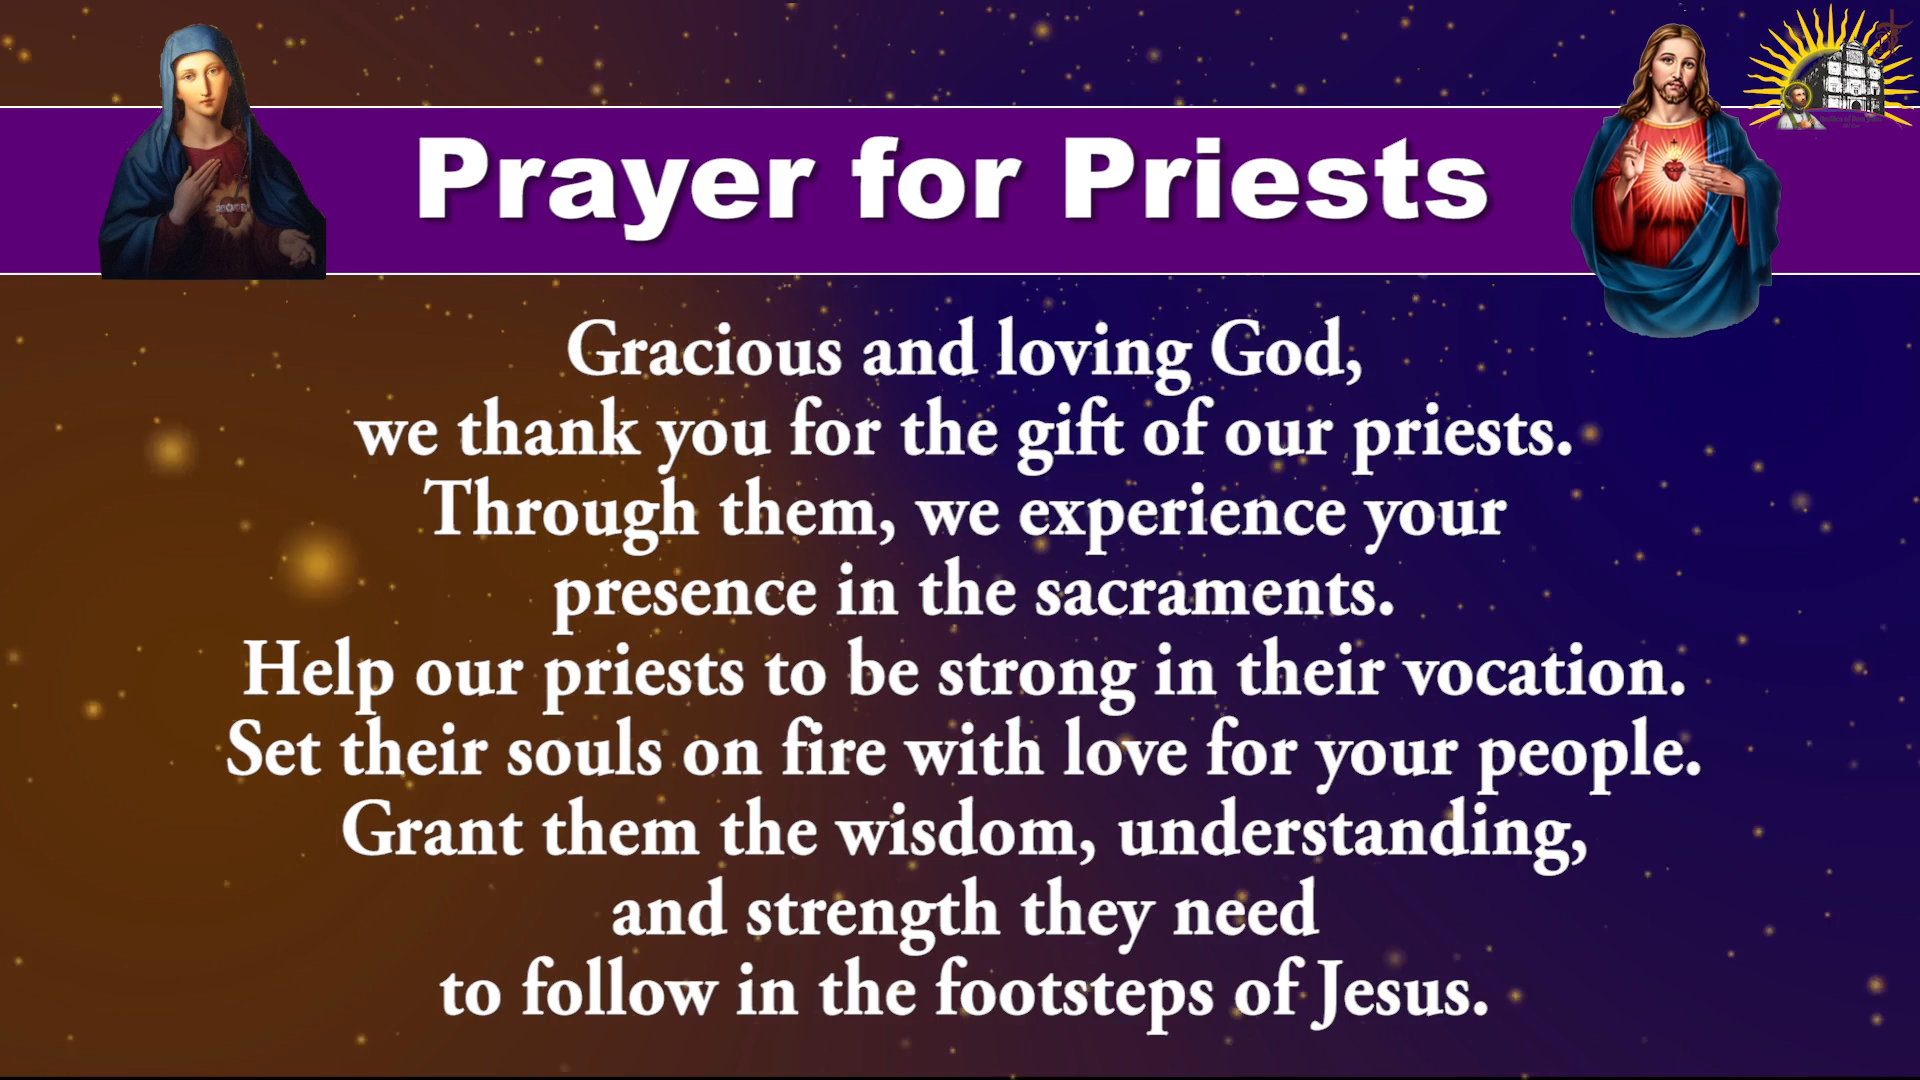 Prayer for Priests
Gracious and loving God,
we thank you for the gift of our priests.
Through them, we experience your
presence in the sacraments.
Help our priests to be strong in their vocation.
Set their souls on fire with love for your people.
Grant them the wisdom, understanding,
and strength they need
to follow in the footsteps of Jesus.